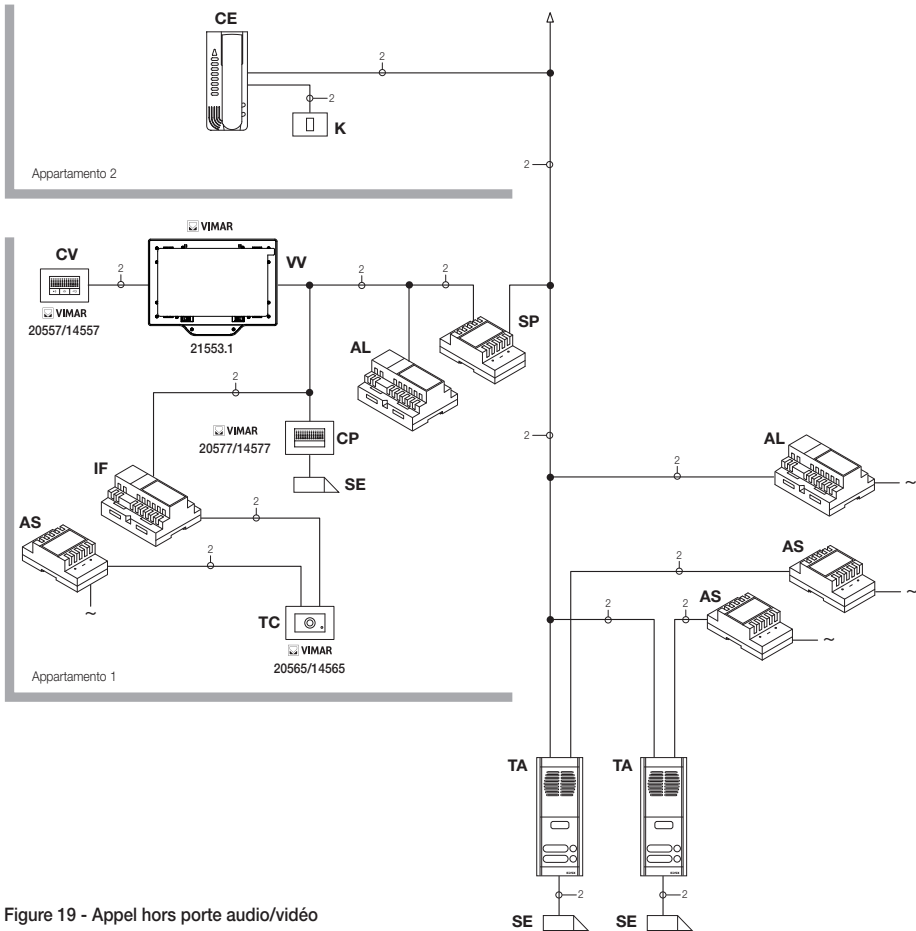 CE
2
2
K
2
Appartamento 2
VIMAR
CV
2
VV
2
2
SP
VIMAR
20557/14557
21553.1
AL
2
VIMAR
20577/14577
CP
2
AL
IF
SE
2
~
2
AS
2
AS
2
~
AS
2
2
~
TC
~
VIMAR
20565/14565
Appartamento 1
TA
TA
2
2
SE
SE
Figure 19 - Appel hors porte audio/vidéo